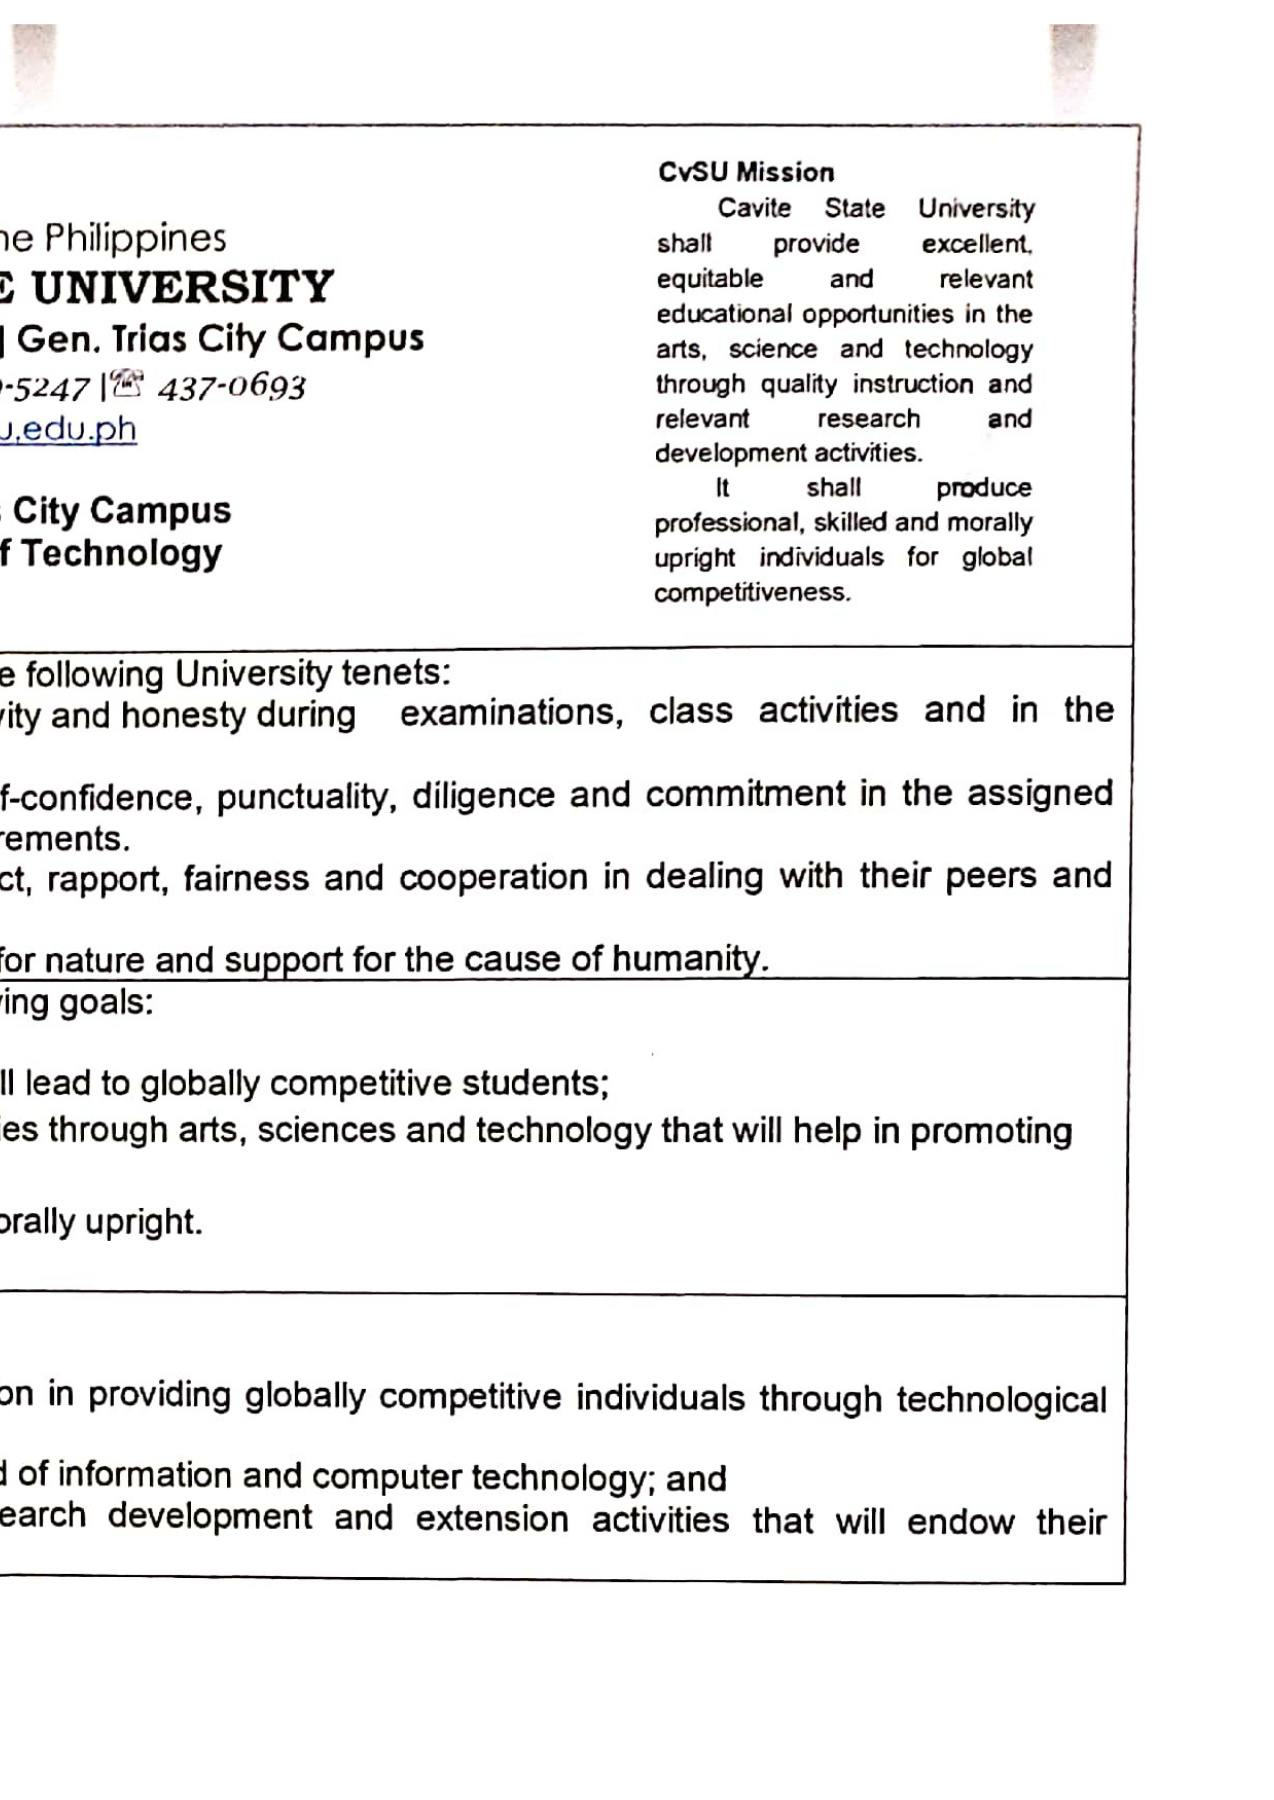 he Philippines
E UNIVERSITY
| Gen. Trias City Campus
-5247 |☏ 437-0693
u.edu.ph
s City Campus
f Technology
CvSU Mission
Cavite State University
shall provide excellent,
equitable and relevant
educational opportunities in the
arts, science and technology
through quality instruction and
relevant research and
development activities.
It shall produce
professional, skilled and morally
upright individuals for global
competitiveness.
e following University tenets:
ity and honesty during examinations, class activities and in the
f-confidence, punctuality, diligence and commitment in the assigned
rements.
ct, rapport, fairness and cooperation in dealing with their peers and
for nature and support for the cause of humanity.
ing goals:
ll lead to globally competitive students;
ies through arts, sciences and technology that will help in promoting
orally upright.
on in providing globally competitive individuals through technological
d of information and computer technology; and
earch development and extension activities that will endow their